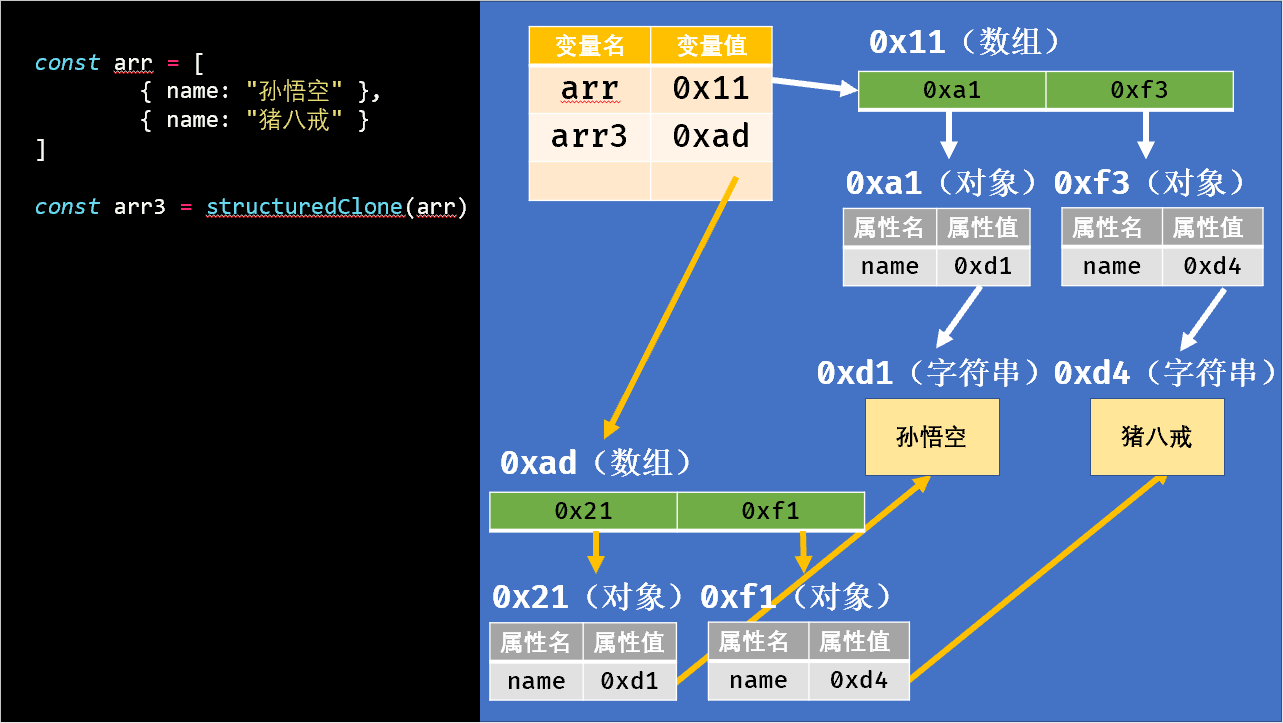 const arr = [
{ name: "孙悟空" },
{ name: "猪八戒" }
]
const arr3 = structuredClone(arr)
变量名 变量值
arr 0x11
arr3 0xad
0x11（数组）
0xa1 0xf3
0xa1（对象） 0xf3（对象）
属性名 属性值 属性名 属性值
name 0xd1 name 0xd4
0xd1（字符串） 0xd4（字符串）
孙悟空 猪八戒
0xad（数组）
0x21 0xf1
0x21（对象） 0xf1（对象）
属性名 属性值 属性名 属性值
name 0xd1 name 0xd4